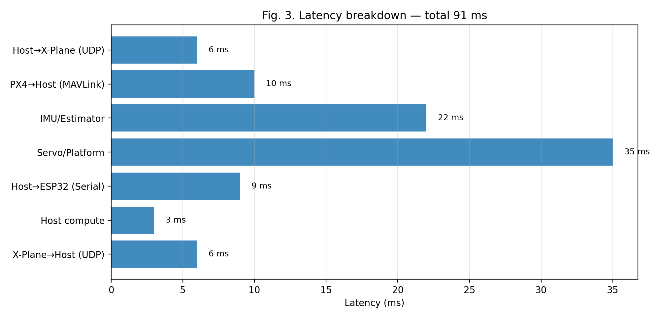 Fig. 3. Latency breakdown — total 91 ms
Host→X-Plane (UDP)
6 ms
PX4→Host (MAVLink)
10 ms
IMU/Estimator
22 ms
Servo/Platform
35 ms
Host→ESP32 (Serial)
9 ms
Host compute
3 ms
X-Plane→Host (UDP)
6 ms
0 5 10 15 20 25 30 35
Latency (ms)